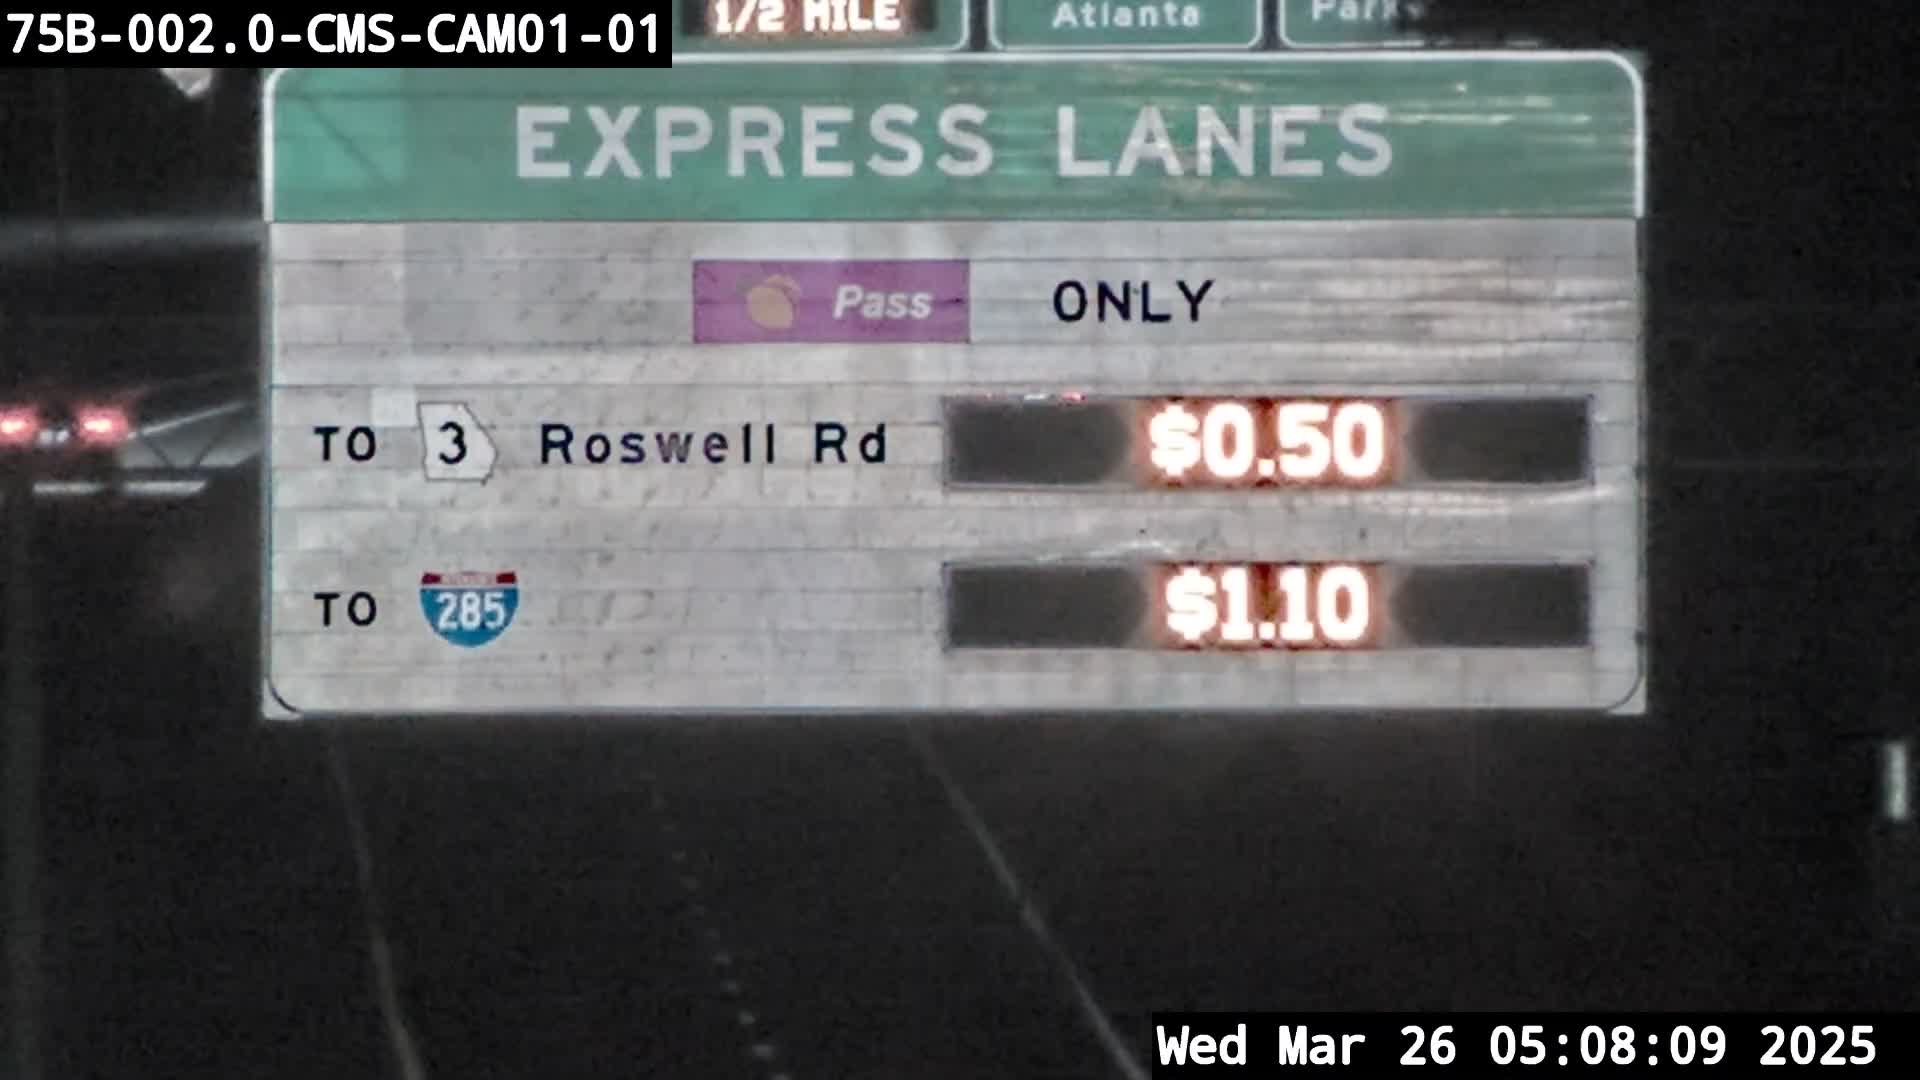 75B-002.0-CMS-CAM01-01
1/2 MILE
Atlanta
Park
EXPRESS LANES
Pass ONLY
TO 3 Roswell Rd $0.50
TO 285 $1.10
Wed Mar 26 05:08:09 2025